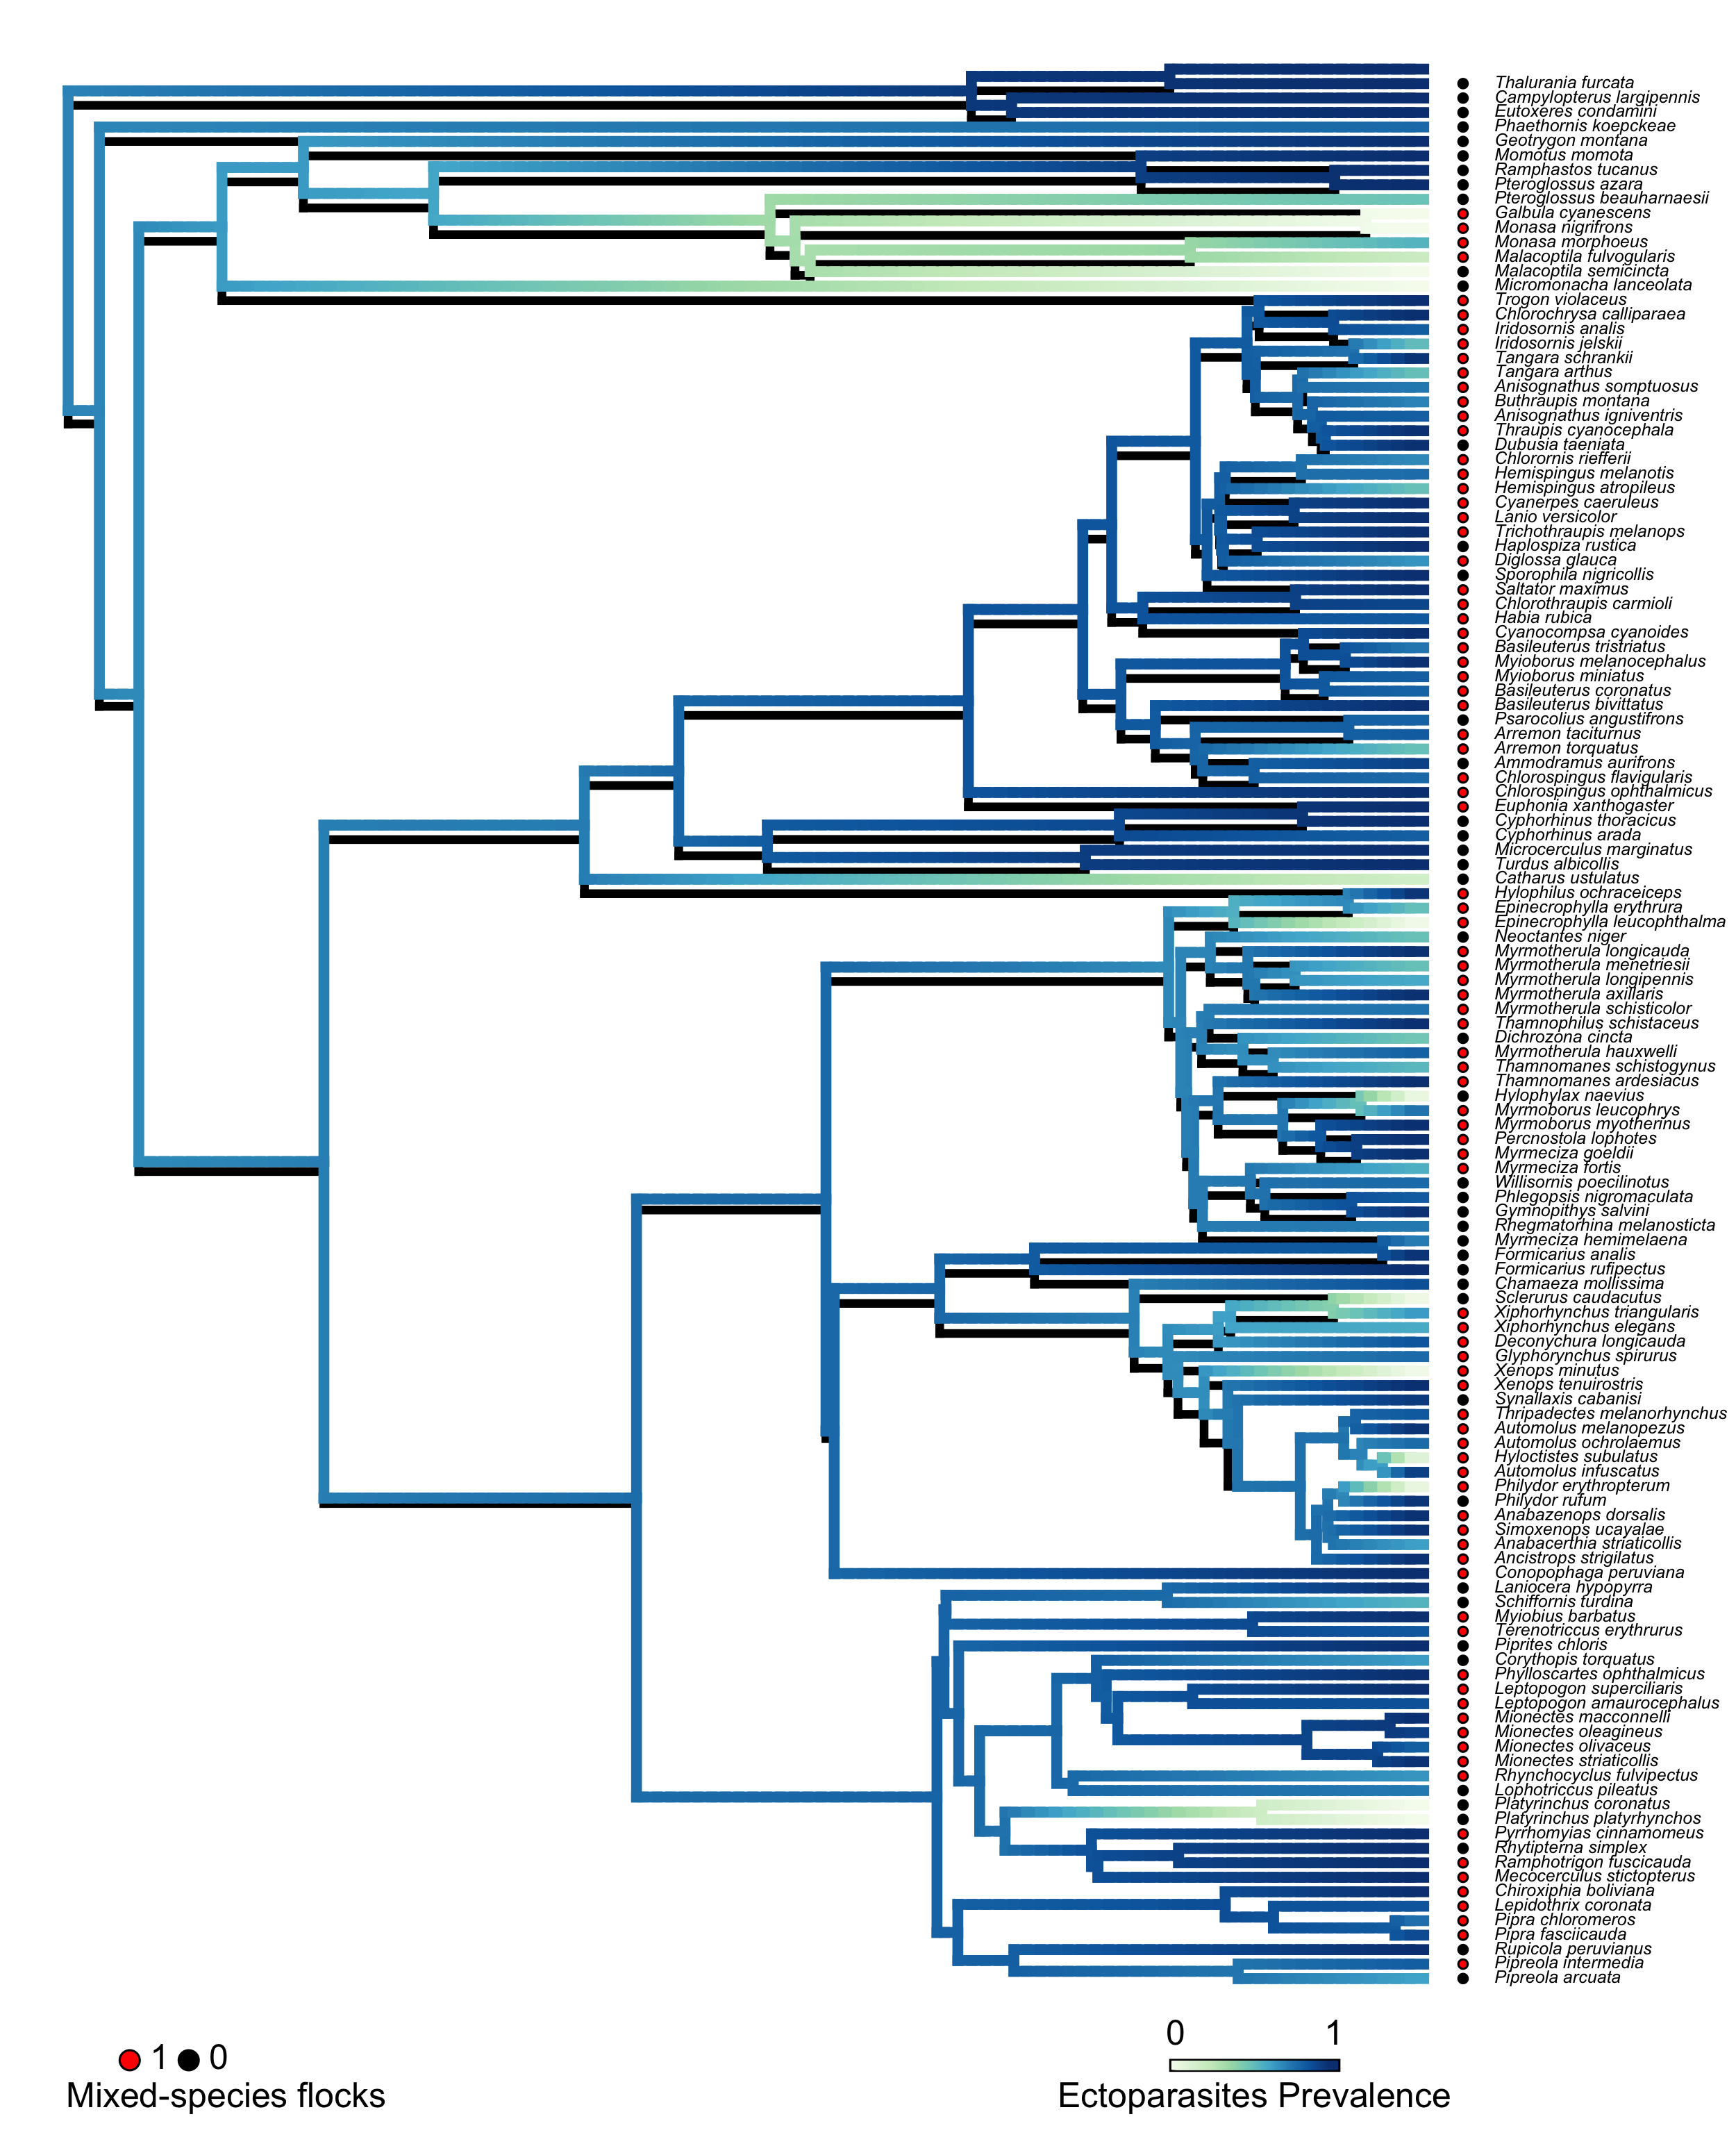 Thalurania furcata
Campylopterus largipennis
Eutoxeres condamini
Phaethornis koepckeae
Geotrygon montana
Momotus momota
Ramphastos tucanus
Pteroglossus azara
Pteroglossus beauharnaesii
Galbula cyanescens
Monasa nigrifrons
Monasa morphoeus
Malacoptila fulvogularis
Malacoptila semicincta
Micromonacha lanceolata
Trogon violaceus
Chlorochrysa calliparaea
Iridosornis analis
Iridosornis jelskii
Tangara schrankii
Tangara arthus
Anisognathus somptuosus
Buthraupis montana
Anisognathus igniventris
Thraupis cyanocephala
Dubusia taeniata
Chlorornis riefferii
Hemispingus melanotis
Hemispingus atropileus
Cyanerpes caeruleus
Lanio versicolor
Trichothraupis melanops
Haplospiza rustica
Diglossa glauca
Sporophila nigricollis
Saltator maximus
Chlorothraupis carmioli
Habia rubica
Cyanocompsa cyanoides
Basileuterus tristriatus
Myioborus melanocephalus
Myioborus miniatus
Basileuterus coronatus
Basileuterus bivittatus
Psarocolius angustifrons
Arremon taciturnus
Arremon torquatus
Ammodramus aurifrons
Chlorospingus flavigularis
Chlorospingus ophthalmicus
Euphonia xanthogaster
Cyphorhinus thoracicus
Cyphorhinus arada
Microcerculus marginatus
Turdus albicollis
Catharus ustulatus
Hylophilus ochraceiceps
Epinecrophylla erythrura
Epinecrophylla leucophthalma
Neoctantes niger
Myrmotherula longicauda
Myrmotherula menetriesii
Myrmotherula longipennis
Myrmotherula axillaris
Myrmotherula schisticolor
Thamnophilus schistaceus
Dichrozona cincta
Myrmotherula hauxwelli
Thamnomanes schistogynus
Thamnomanes ardesiacus
Hylophylax naevius
Myrmoborus leucophrys
Myrmoborus myotherinus
Percnostola lophotes
Myrmeciza goeldii
Myrmeciza fortis
Willisornis poecilinotus
Phlegopsis nigromaculata
Gymnopithys salvini
Rhegmatorhina melanosticta
Myrmeciza hemimelaena
Formicarius analis
Formicarius rufipectus
Chamaeza mollissima
Sclerurus caudacutus
Xiphorhynchus triangularis
Xiphorhynchus elegans
Deconychura longicauda
Glyphorynchus spirurus
Xenops minutus
Xenops tenuirostris
Synallaxis cabanisi
Thripadectes melanorhynchus
Automolus melanopezus
Automolus ochrolaemus
Hyloctistes subulatus
Automolus infuscatus
Philydor erythropterum
Philydor rufum
Anabazenops dorsalis
Simoxenops ucayalae
Anabacerthia striaticollis
Ancistrops strigilatus
Conopophaga peruviana
Laniocera hypopyrra
Schiffornis turdina
Myiobius barbatus
Terenotriccus erythrurus
Piprites chloris
Corythopis torquatus
Phylloscartes ophthalmicus
Leptopogon superciliaris
Leptopogon amaurocephalus
Mionectes macconnelli
Mionectes oleagineus
Mionectes olivaceus
Mionectes striaticollis
Rhynchocyclus fulvipectus
Lophotriccus pileatus
Platyrinchus coronatus
Platyrinchus platyrhynchos
Pyrrhomyias cinnamomeus
Rhytipterna simplex
Ramphotrigon fuscicauda
Mecocerculus stictopterus
Chiroxiphia boliviana
Lepidothrix coronata
Pipra chloromeros
Pipra fasciicauda
Rupicola peruvianus
Pipreola intermedia
Pipreola arcuata
0 1
1 0
Mixed-species flocks
Ectoparasites Prevalence